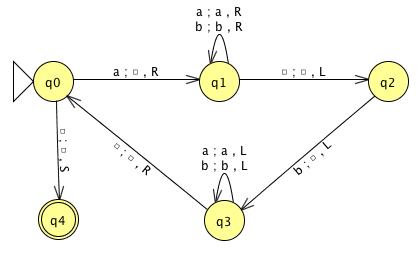 a ; a , R
b ; b , R
q0
a ; □ , R
q1
□ ; □ , L
q2
□ ; □ , S
□ ; □ , R
a ; a , L
b ; b , L
b ; □ , L
q4
q3